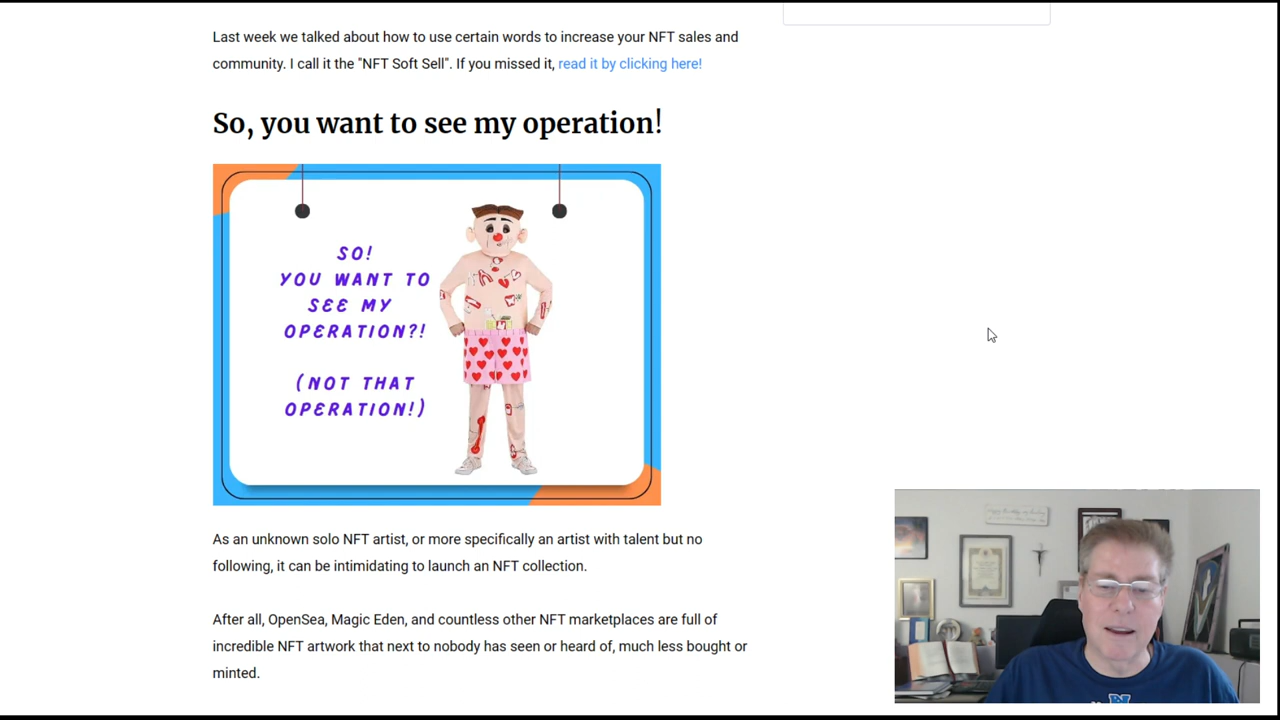 Last week we talked about how to use certain words to increase your NFT sales and
community. I call it the "NFT Soft Sell". If you missed it, read it by clicking here!
So, you want to see my operation!
SO!
YOU WANT TO
SEE MY
OPERATION?!
(NOT THAT
OPERATION!)
As an unknown solo NFT artist, or more specifically an artist with talent but no
following, it can be intimidating to launch an NFT collection.
After all, OpenSea, Magic Eden, and countless other NFT marketplaces are full of
incredible NFT artwork that next to nobody has seen or heard of, much less bought or
minted.